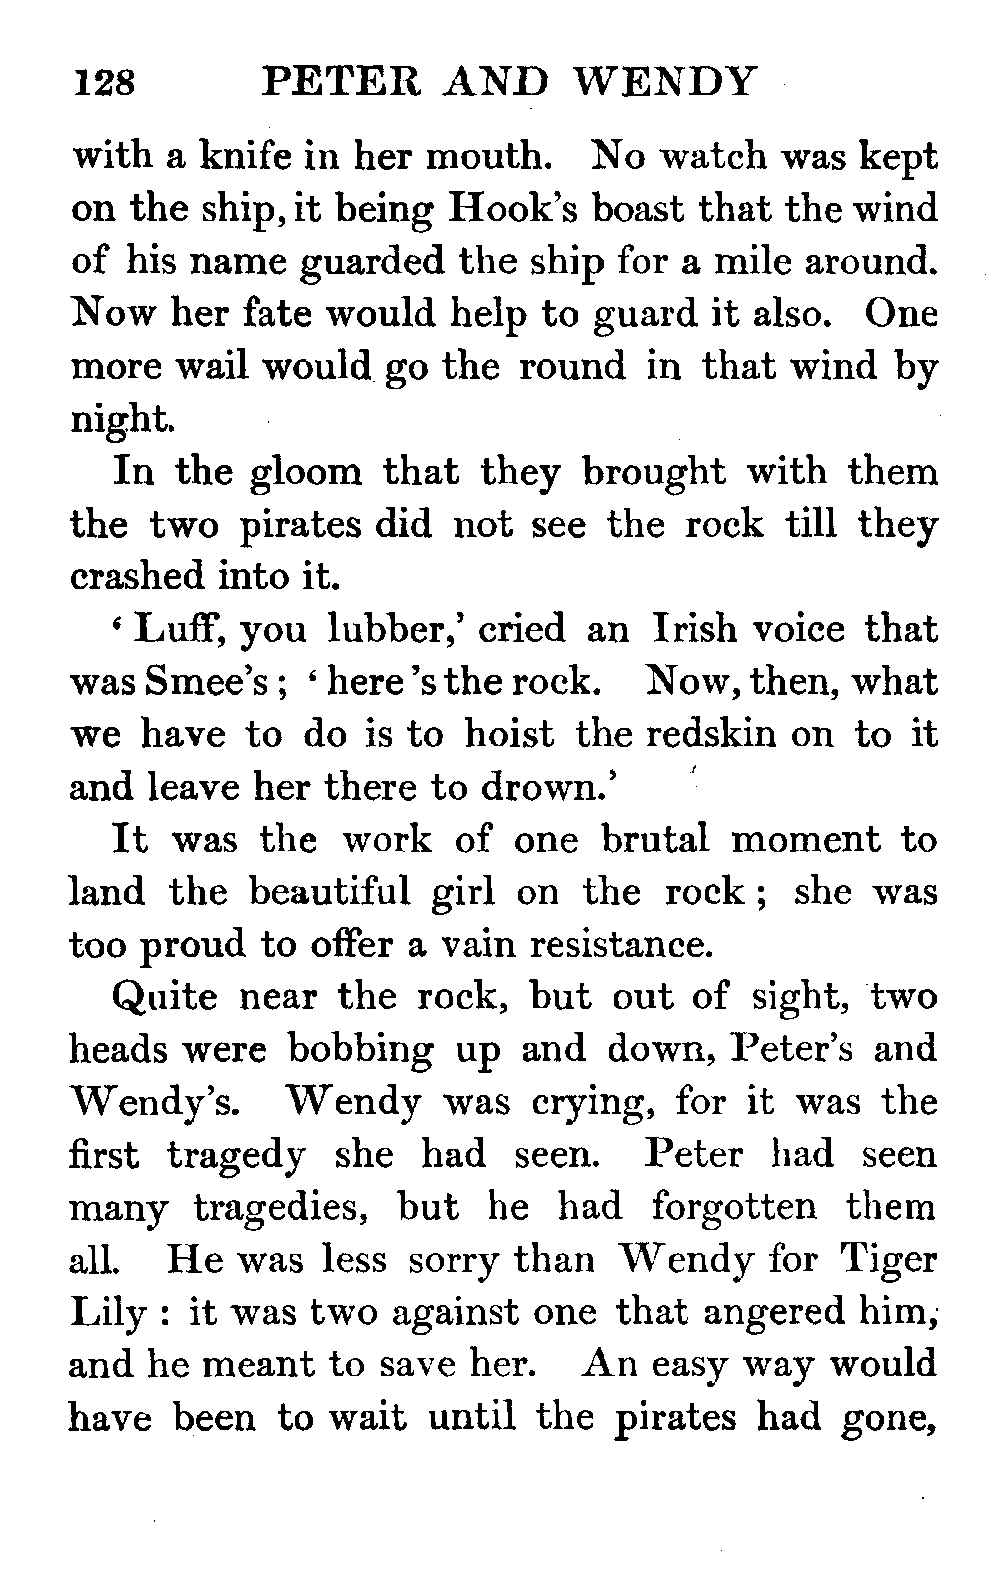 128 PETER AND WENDY
with a knife in her mouth. No watch was kept
on the ship, it being Hook's boast that the wind
of his name guarded the ship for a mile around.
Now her fate would help to guard it also. One
more wail would go the round in that wind by
night.
In the gloom that they brought with them
the two pirates did not see the rock till they
crashed into it.
‘Luff, you lubber,’ cried an Irish voice that
was Smee's; ‘here's the rock. Now, then, what
we have to do is to hoist the redskin on to it
and leave her there to drown.’
It was the work of one brutal moment to
land the beautiful girl on the rock; she was
too proud to offer a vain resistance.
Quite near the rock, but out of sight, two
heads were bobbing up and down, Peter's and
Wendy's. Wendy was crying, for it was the
first tragedy she had seen. Peter had seen
many tragedies, but he had forgotten them
all. He was less sorry than Wendy for Tiger
Lily: it was two against one that angered him,
and he meant to save her. An easy way would
have been to wait until the pirates had gone,